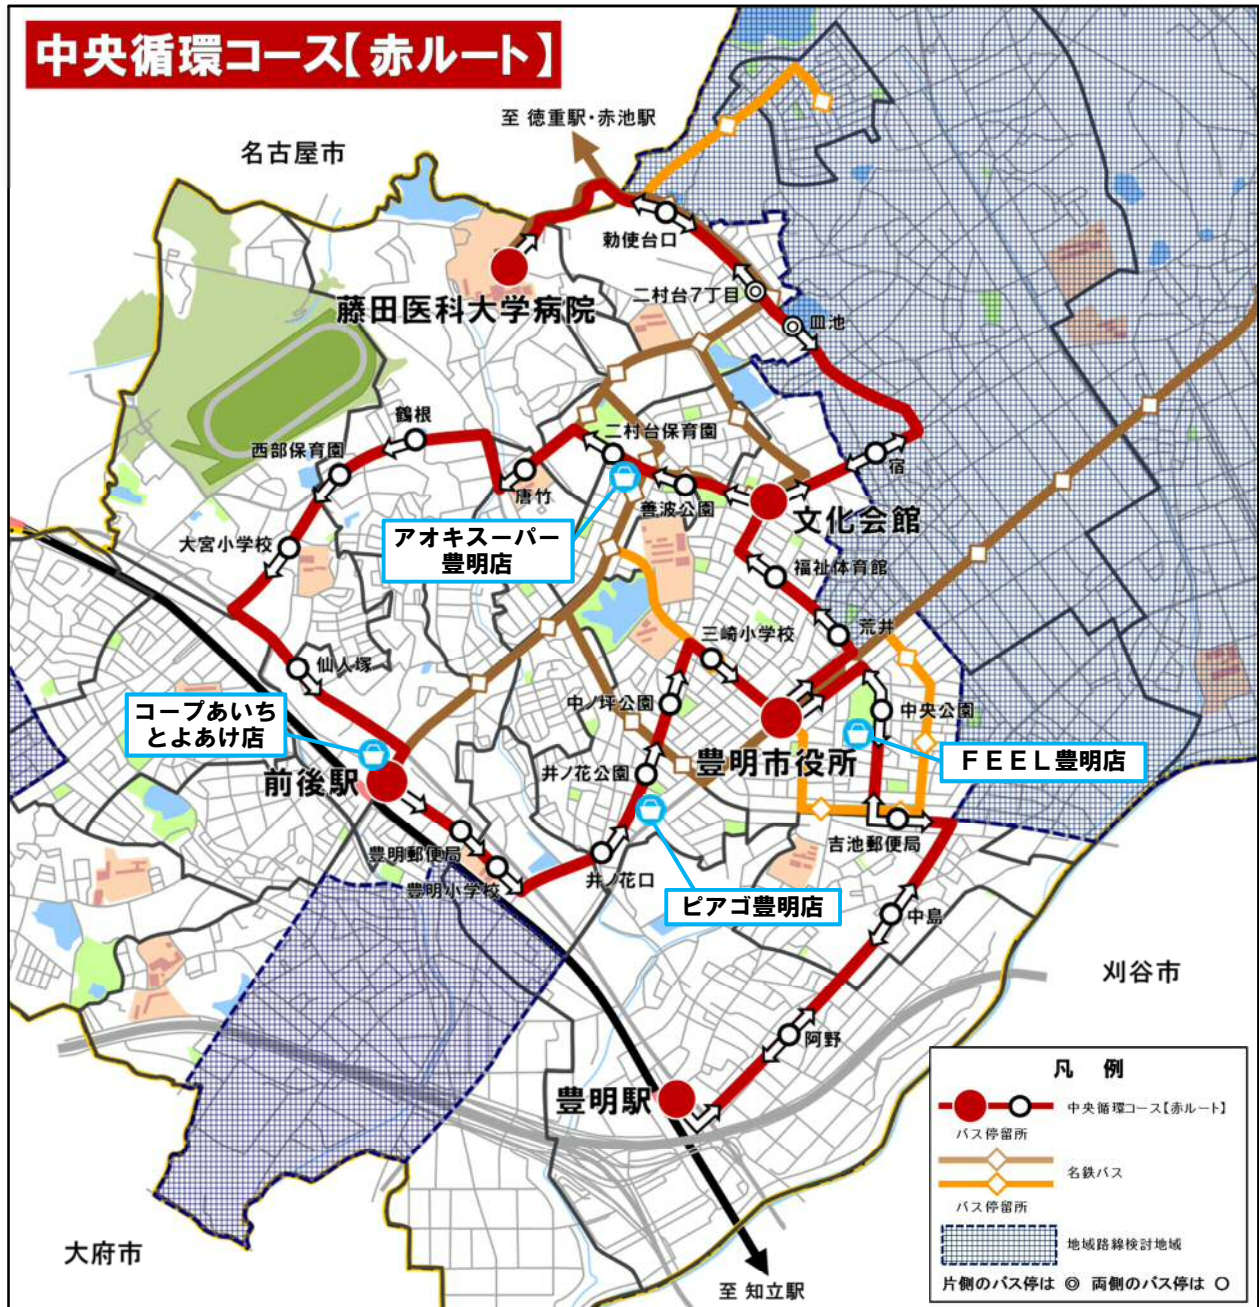 中央循環コース【赤ルート】
至 徳重駅・赤池駅
名古屋市
勅使台口
藤田医科大学病院
二村台7丁目
皿池
鶴根
西部保育園
二村台保育園
宿
唐竹
善波公園
文化会館
アオキスーパー
豊明店
大宮小学校
福祉体育館
荒井
三崎小学校
仙人塚
中ノ坪公園
中央公園
コープあいち
とよあけ店
豊明市役所
FEEL豊明店
前後駅
井ノ花公園
豊明郵便局
吉池郵便局
豊明小学校
井ノ花口
ピアゴ豊明店
中島
刈谷市
阿野
豊明駅
大府市
至 知立駅
凡 例
中央循環コース【赤ルート】
バス停留所
名鉄バス
バス停留所
地域路線検討地域
片側のバス停は ◎ 両側のバス停は ○